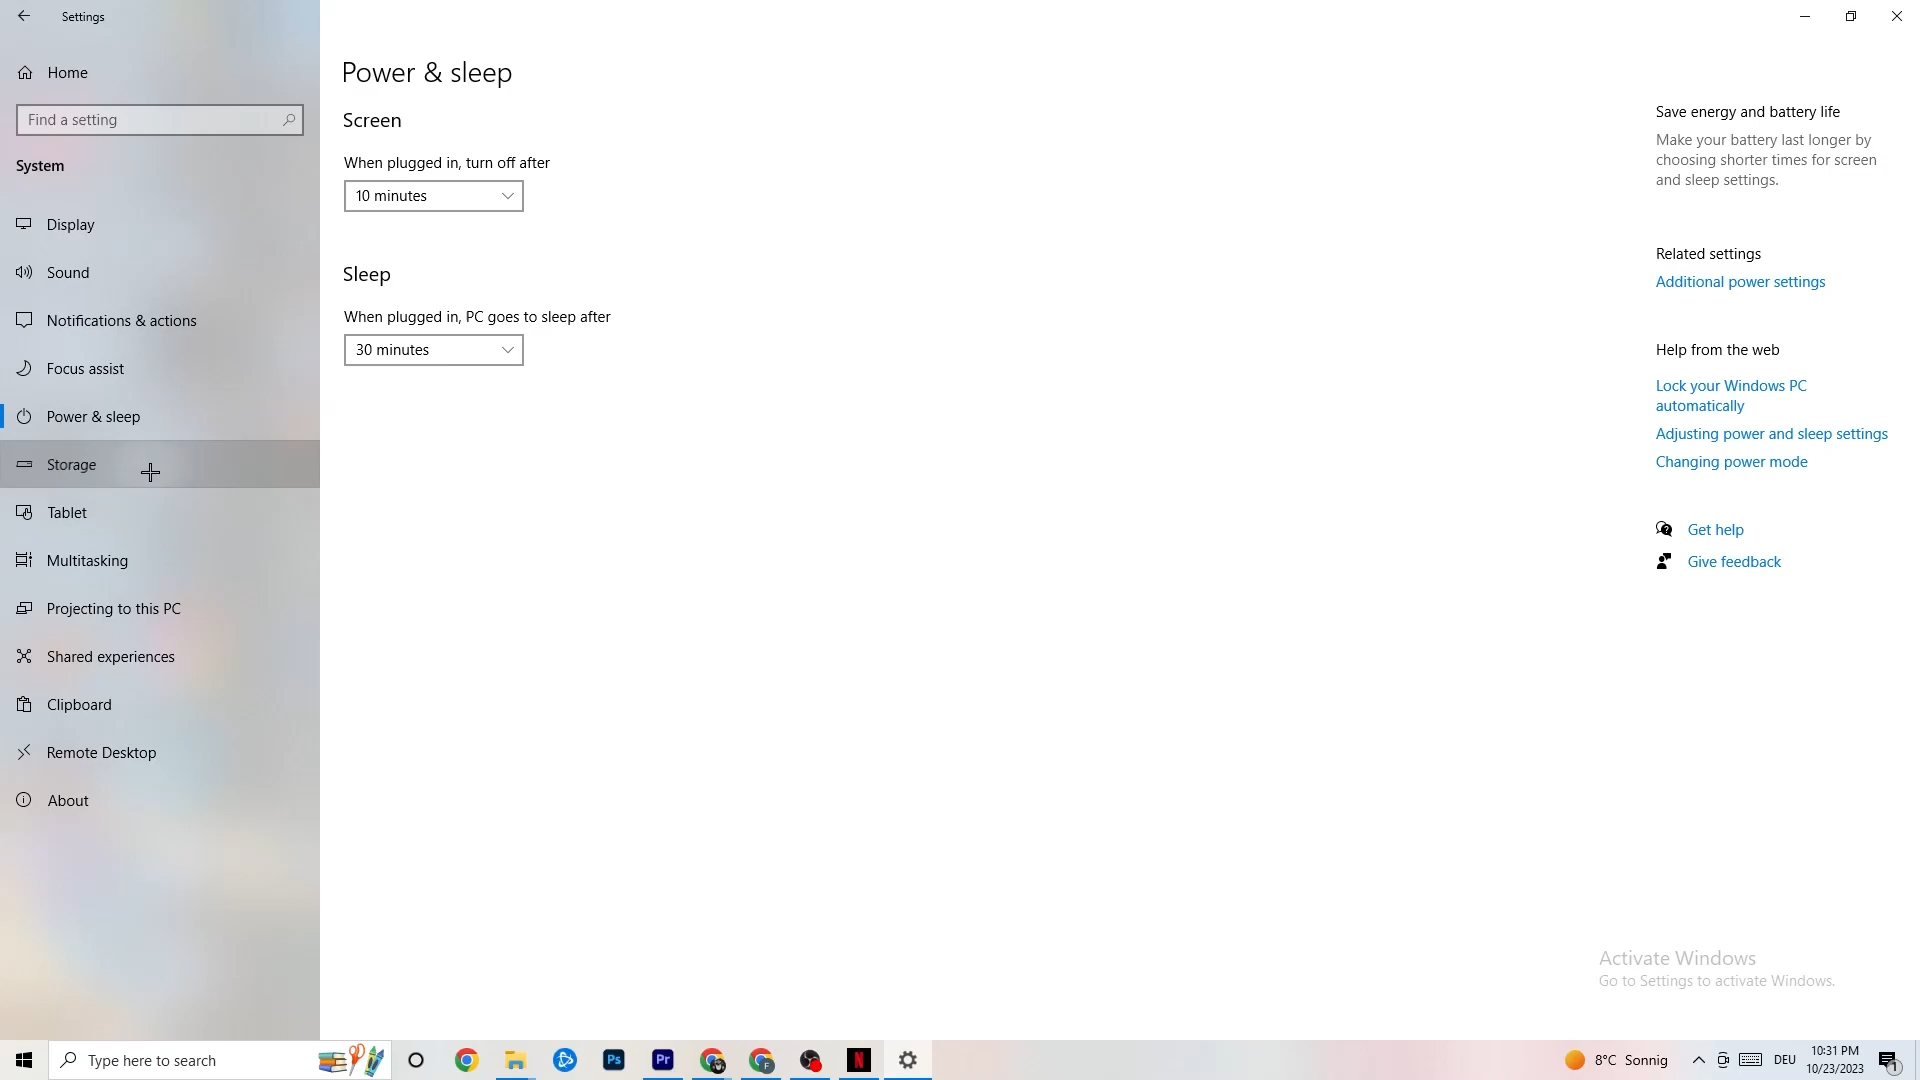 Settings
Home
Find a setting
System
Display
Sound
Notifications & actions
Focus assist
Power & sleep
Storage
Tablet
Multitasking
Projecting to this PC
Shared experiences
Clipboard
Remote Desktop
About
Power & sleep
Screen
When plugged in, turn off after
10 minutes
Sleep
When plugged in, PC goes to sleep after
30 minutes
Save energy and battery life
Make your battery last longer by
choosing shorter times for screen
and sleep settings.
Related settings
Additional power settings
Help from the web
Lock your Windows PC
automatically
Adjusting power and sleep settings
Changing power mode
Get help
Give feedback
Activate Windows
Go to Settings to activate Windows.
Type here to search
Ps
Pr
F
N
8°C Sonnig
DEU
10:31 PM
10/23/2023
1